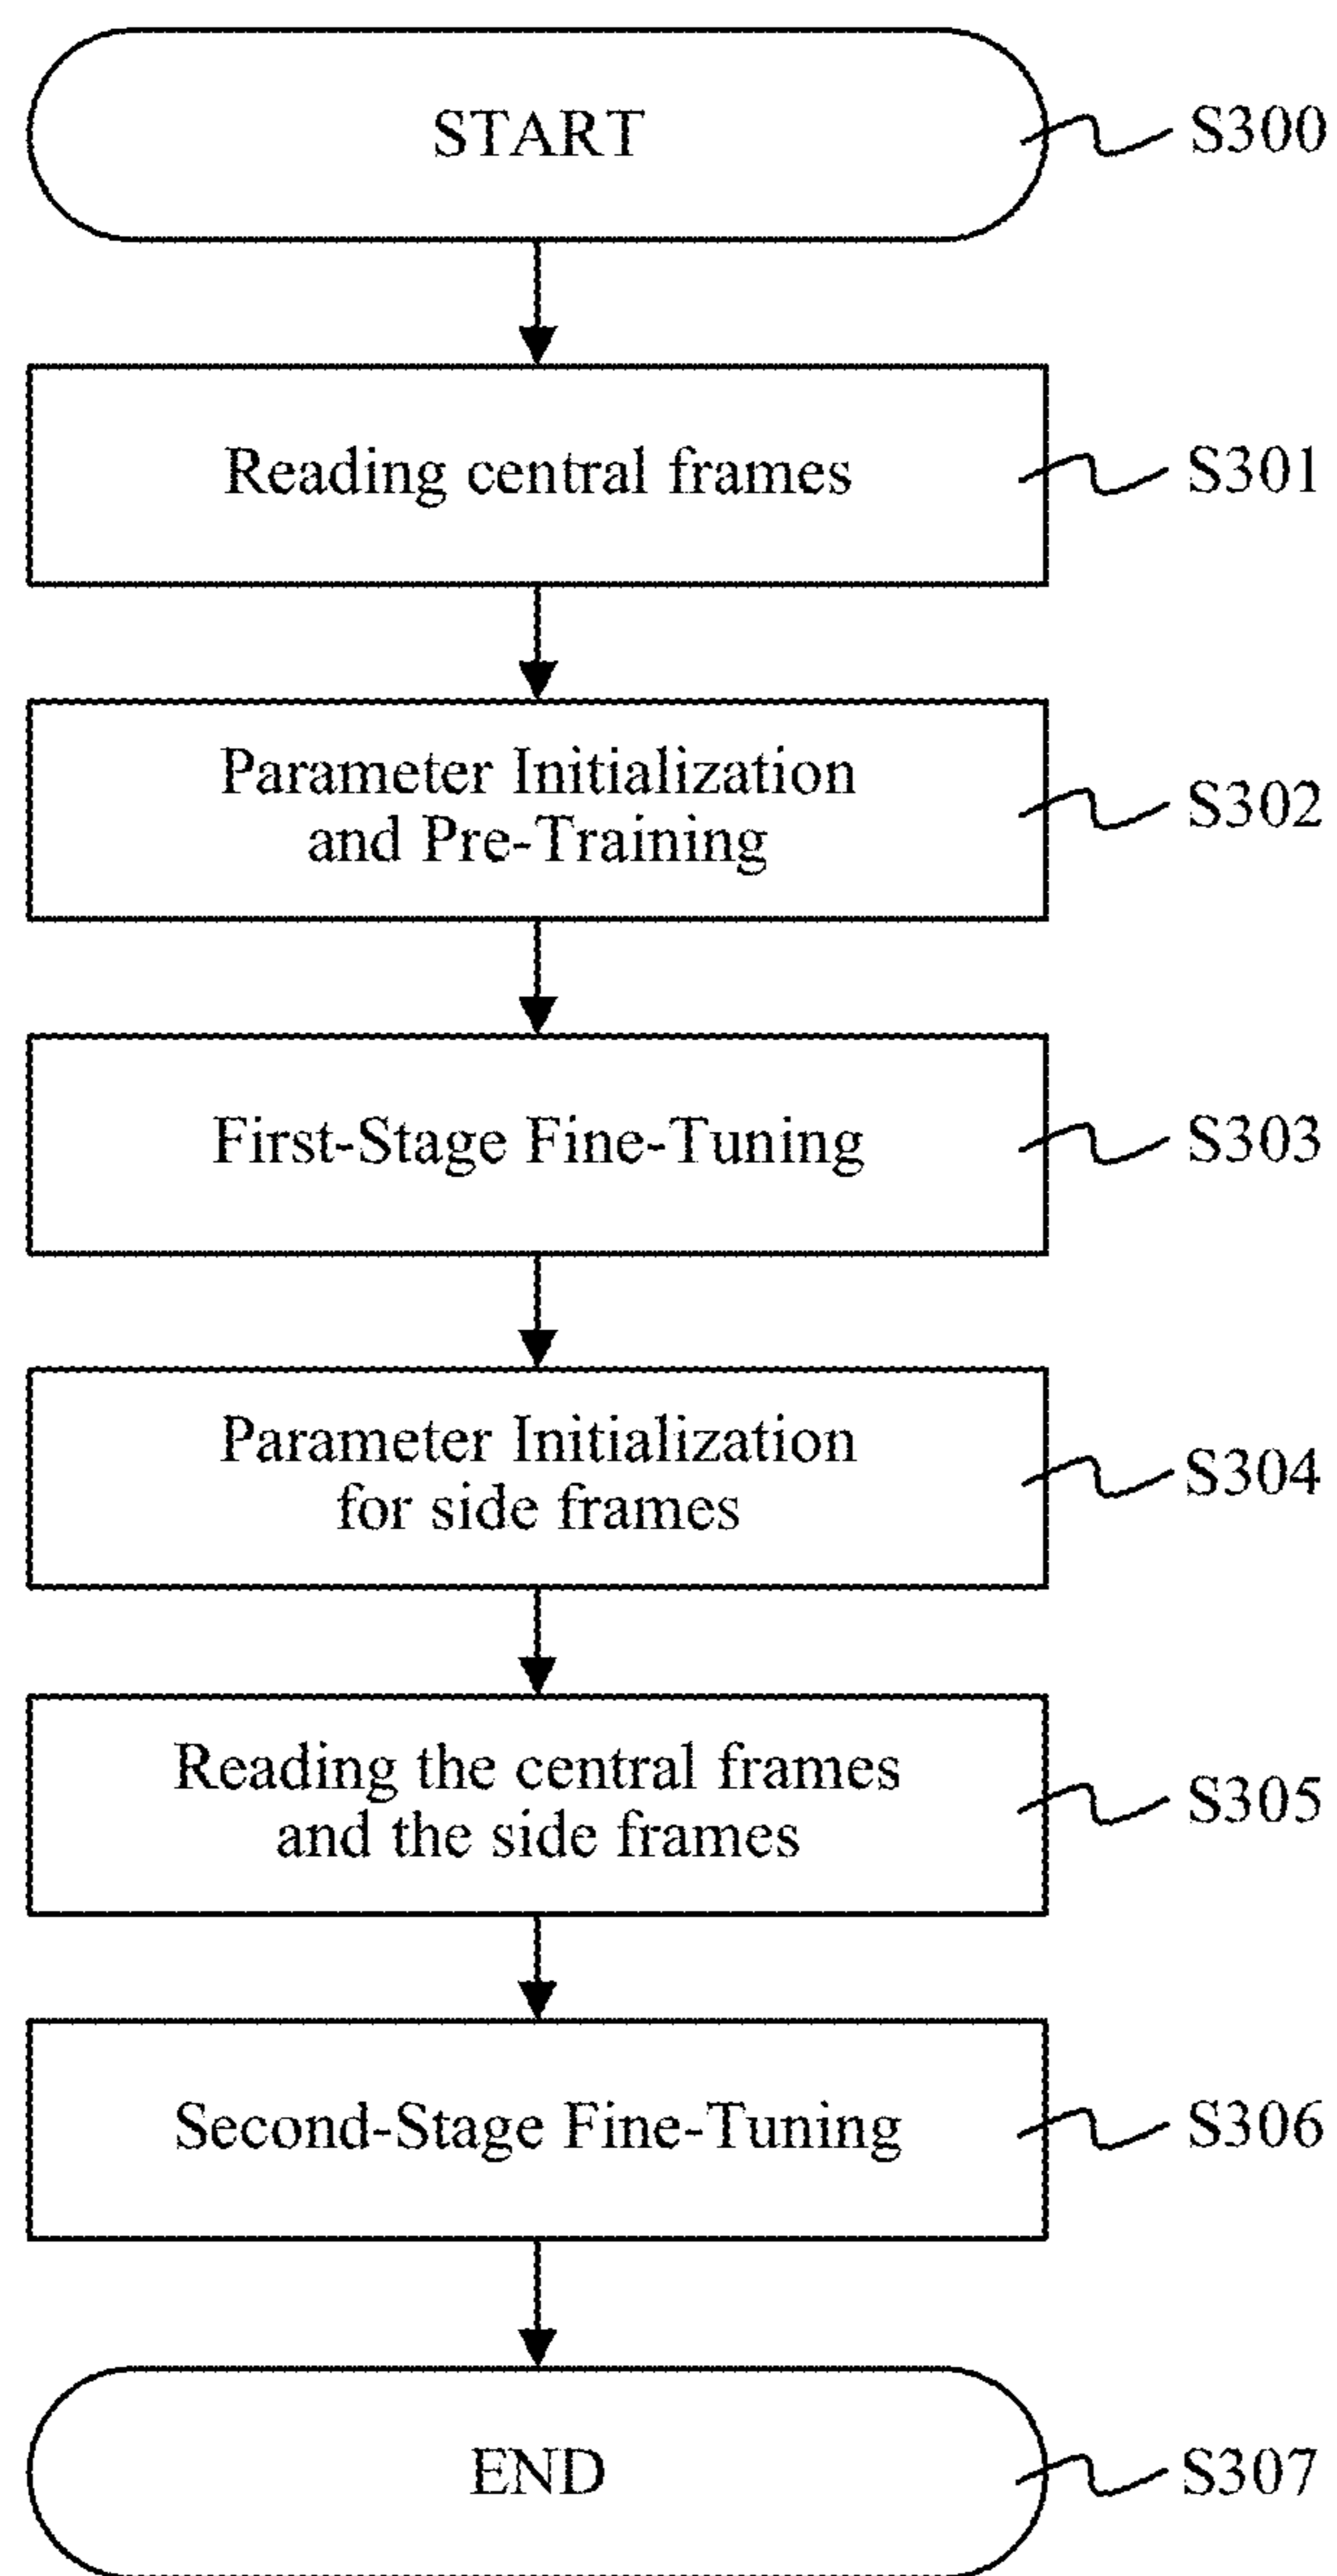 START
S300
Reading central frames
S301
Parameter Initialization
and Pre-Training
S302
First-Stage Fine-Tuning
S303
Parameter Initialization
for side frames
S304
Reading the central frames
and the side frames
S305
Second-Stage Fine-Tuning
S306
END
S307